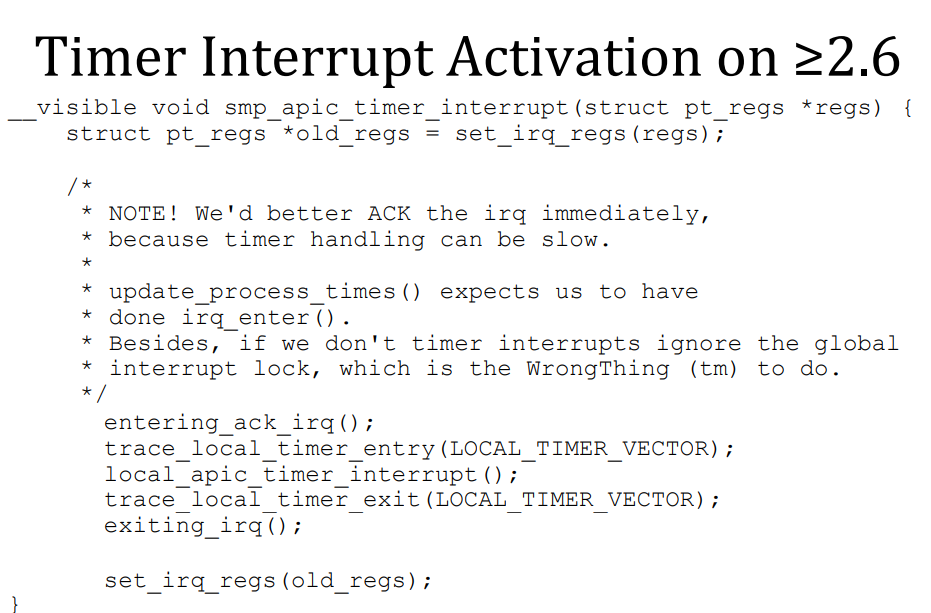 Timer Interrupt Activation on ≥2.6
__visible void smp_apic_timer_interrupt(struct pt_regs *regs) {
    struct pt_regs *old_regs = set_irq_regs(regs);

    /*
     * NOTE! We'd better ACK the irq immediately,
     * because timer handling can be slow.
     *
     * update_process_times() expects us to have
     * done irq_enter().
     * Besides, if we don't timer interrupts ignore the global
     * interrupt lock, which is the WrongThing (tm) to do.
     */
       entering_ack_irq();
       trace_local_timer_entry(LOCAL_TIMER_VECTOR);
       local_apic_timer_interrupt();
       trace_local_timer_exit(LOCAL_TIMER_VECTOR);
       exiting_irq();

       set_irq_regs(old_regs);
}